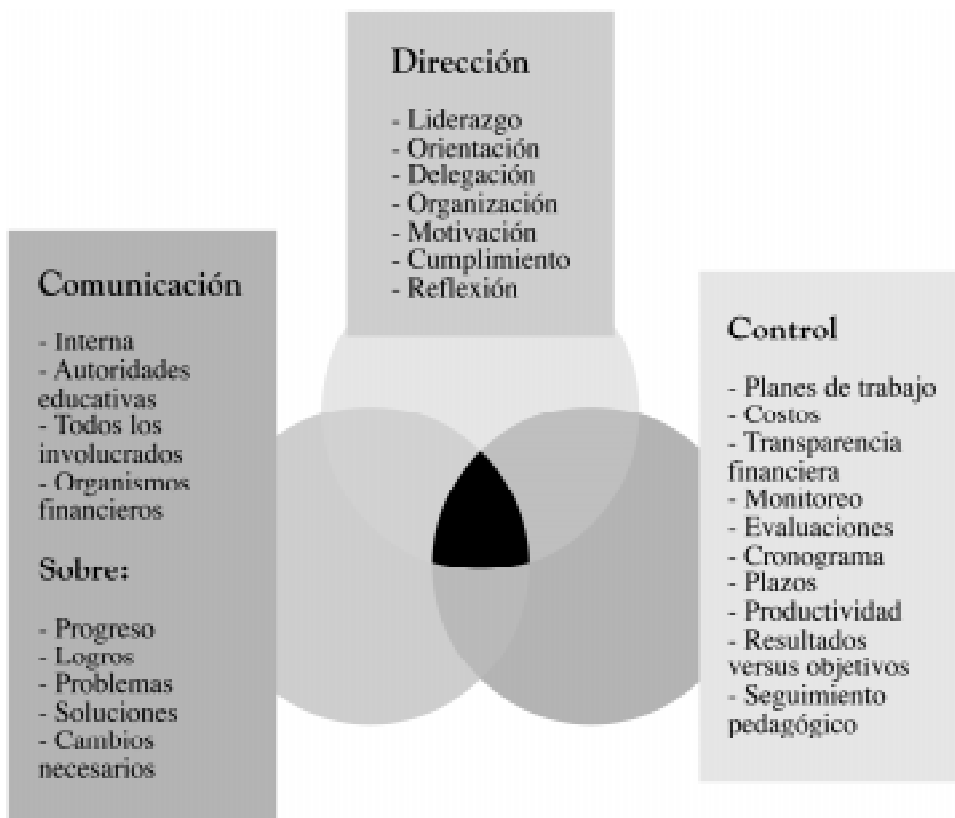 Dirección
- Liderazgo
- Orientación
- Delegación
- Organización
- Motivación
- Cumplimiento
- Reflexión
Comunicación
- Interna
- Autoridades
educativas
- Todos los
involucrados
- Organismos
financieros
Sobre:
- Progreso
- Logros
- Problemas
- Soluciones
- Cambios
necesarios
Control
- Planes de trabajo
- Costos
- Transparencia
financiera
- Monitoreo
- Evaluaciones
- Cronograma
- Plazos
- Productividad
- Resultados
versus objetivos
- Seguimiento
pedagógico